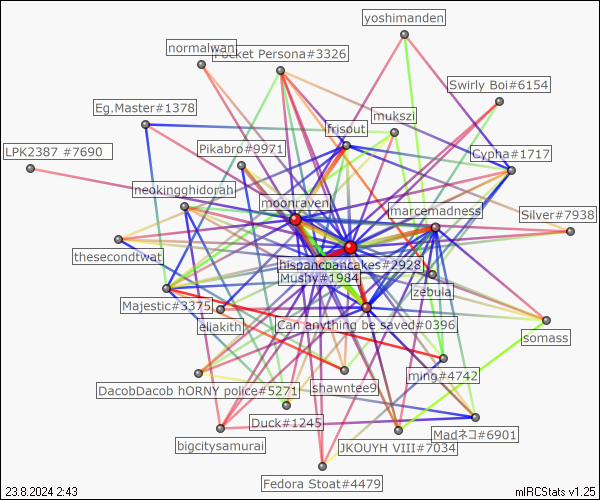 yoshimanden
normalwan
Pocket Persona#3326
Swirly Boi#6154
Eg.Master#1378
mukszi
frisout
Pikabro#9971
LPK2387 #7690
Cypha#1717
neokingghidorah
moonraven
marcemadness
Silver#7938
thesecondtwat
hispancpancakes#2928
Mushy#1984
zebula
Majestic#3375
eliakith
Can anything be saved#0396
somass
ming#4742
DacobDacob hORNY police#5271
shawntee9
Duck#1245
Madネコ#6901
bigcitysamurai
JKOUYH VIII#7034
Fedora Stoat#4479
23.8.2024 2:43
mIRCStats v1.25